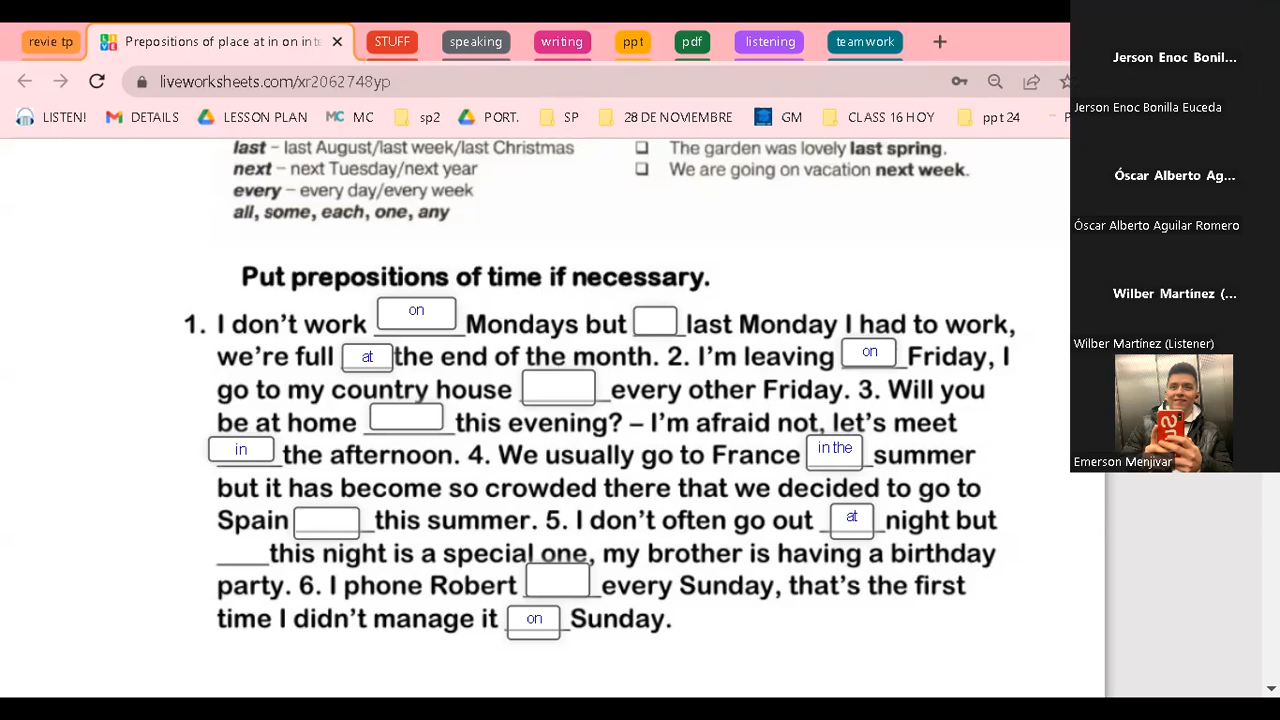 revie tp
Prepositions of place at in on inte
STUFF
speaking
writing
ppt
pdf
listening
teamwork
liveworksheets.com/xr2062748yp
LISTEN!
DETAILS
LESSON PLAN
MC MC
sp2
PORT.
SP
28 DE NOVIEMBRE
GM
CLASS 16 HOY
ppt 24
last – last August/last week/last Christmas
next – next Tuesday/next year
every – every day/every week
all, some, each, one, any
The garden was lovely last spring.
We are going on vacation next week.
Put prepositions of time if necessary.
1. I don't work on Mondays but last Monday I had to work,
we're full at the end of the month. 2. I'm leaving on Friday, I
go to my country house every other Friday. 3. Will you
be at home this evening? – I'm afraid not, let's meet
in the afternoon. 4. We usually go to France in the summer
but it has become so crowded there that we decided to go to
Spain this summer. 5. I don't often go out at night but
____this night is a special one, my brother is having a birthday
party. 6. I phone Robert every Sunday, that's the first
time I didn't manage it on Sunday.
Jerson Enoc Bonil...
Jerson Enoc Bonilla Euceda
Óscar Alberto Ag...
Óscar Alberto Aguilar Romero
Wilber Martínez (...
Wilber Martínez (Listener)
Emerson Menjivar